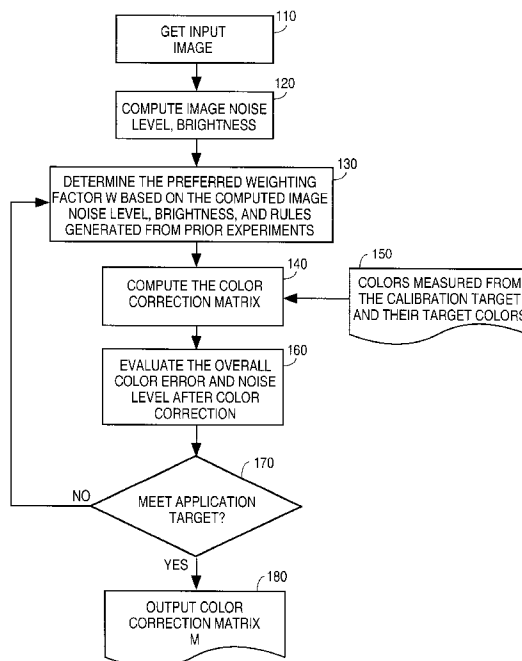 110
GET INPUT
IMAGE
120
COMPUTE IMAGE NOISE
LEVEL, BRIGHTNESS
130
DETERMINE THE PREFERRED WEIGHTING
FACTOR W BASED ON THE COMPUTED IMAGE
NOISE LEVEL, BRIGHTNESS, AND RULES
GENERATED FROM PRIOR EXPERIMENTS
140
COMPUTE THE COLOR
CORRECTION MATRIX
150
COLORS MEASURED FROM
THE CALIBRATION TARGET
AND THEIR TARGET COLORS
160
EVALUATE THE OVERALL
COLOR ERROR AND NOISE
LEVEL AFTER COLOR
CORRECTION
170
NO
MEET APPLICATION
TARGET?
YES
180
OUTPUT COLOR
CORRECTION MATRIX
M